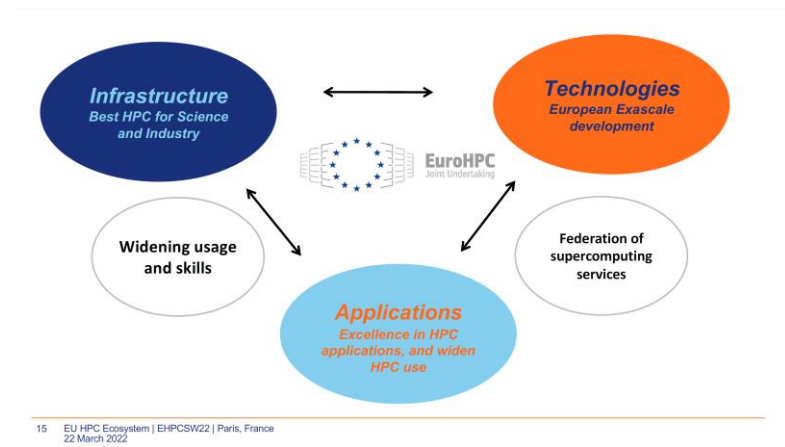 Infrastructure
Best HPC for Science
and Industry
Technologies
European Exascale
development
EuroHPC
Joint Undertaking
Widening usage
and skills
Federation of
supercomputing
services
Applications
Excellence in HPC
applications, and widen
HPC use
15 EU HPC Ecosystem | EHPCSW22 | Paris, France
22 March 2022